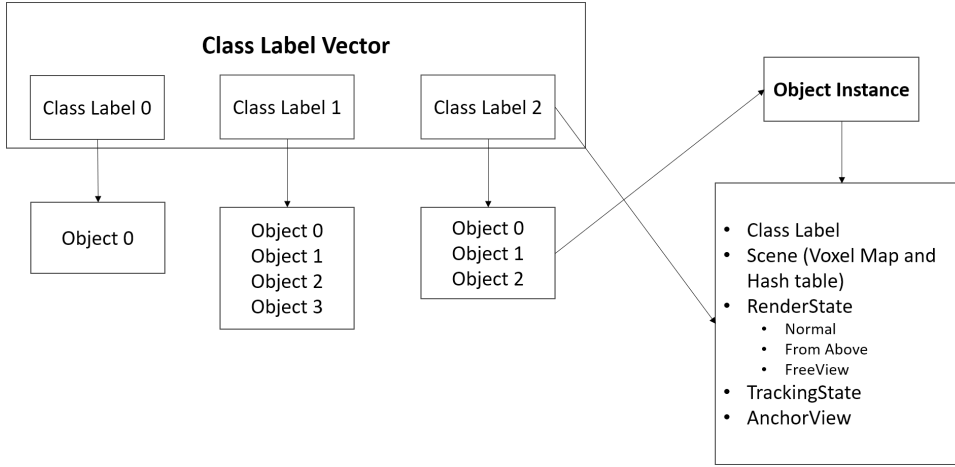 Class Label Vector
Class Label 0
Class Label 1
Class Label 2
Object 0
Object 0
Object 1
Object 2
Object 3
Object 0
Object 1
Object 2
Object Instance
• Class Label
• Scene (Voxel Map and
Hash table)
• RenderState
• Normal
• From Above
• FreeView
• TrackingState
• AnchorView